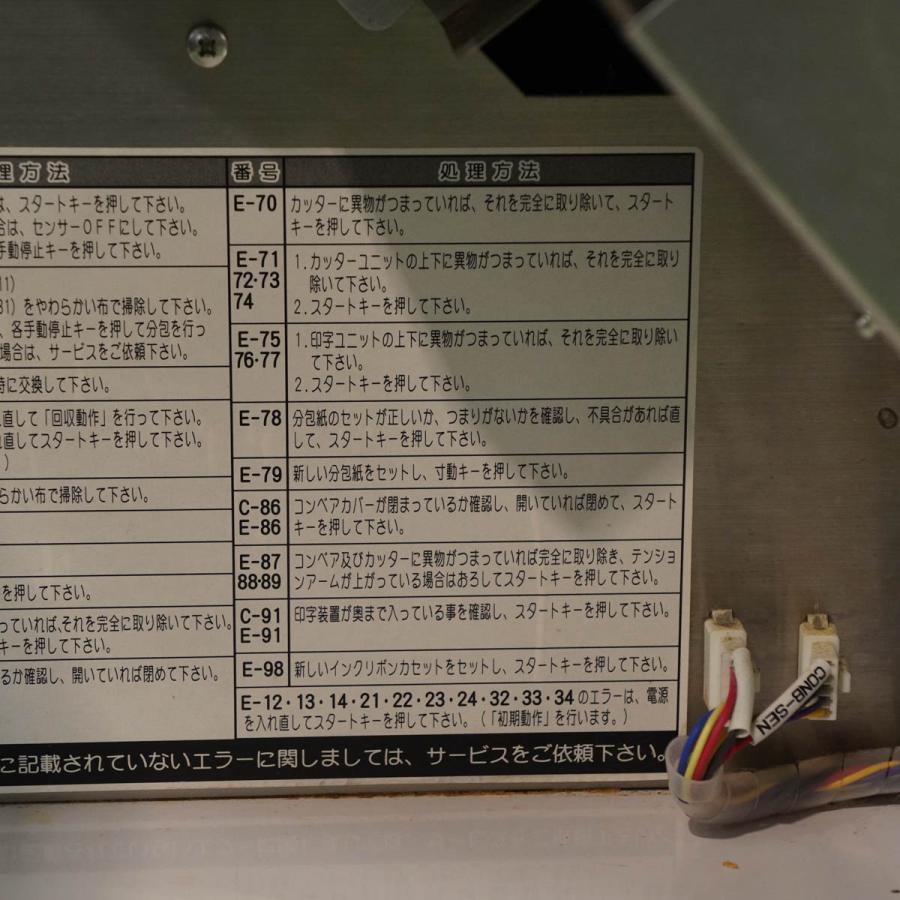 理方法
は、スタートキーを押して下さい。
合は、センサーOFFにして下さい。
手動停止キーを押して下さい。
11)
31)をやわらかい布で掃除して下さい。
、各手動停止キーを押して分包を行っ
場合は、サービスをご依頼下さい。
時に交換して下さい。
直して「回収動作」を行って下さい。
直してスタートキーを押して下さい。
)
らかい布で掃除して下さい。
を押して下さい。
っていれば、それを完全に取り除いて下さい。
キーを押して下さい。
るか確認し、開いていれば閉めて下さい。
番号 処理方法
E-70 カッターに異物がつまっていれば、それを完全に取り除いて、スタート
キーを押して下さい。
E-71 1.カッターユニットの上下に異物がつまっていれば、それを完全に取り
72・73 除いて下さい。
74 2.スタートキーを押して下さい。
E-75 1.印字ユニットの上下に異物がつまっていれば、それを完全に取り除い
76・77 て下さい。
2.スタートキーを押して下さい。
E-78 分包紙のセットが正しいか、つまりがないかを確認し、不具合があれば直
して、スタートキーを押して下さい。
E-79 新しい分包紙をセットし、寸動キーを押して下さい。
C-86 コンベアカバーが閉まっているか確認し、開いていれば閉めて、スタート
E-86 キーを押して下さい。
E-87 コンベア及びカッターに異物がつまっていれば完全に取り除き、テンショ
88・89 ンアームが上がっている場合はおろしてスタートキーを押して下さい。
C-91 印字装置が奥まで入っている事を確認し、スタートキーを押して下さい。
E-91
E-98 新しいインクリボンカセットをセットし、スタートキーを押して下さい。
E-12・13・14・21・22・23・24・32・33・34のエラーは、電源
を入れ直してスタートキーを押して下さい。(「初期動作」を行います。)
に記載されていないエラーに関しましては、サービスをご依頼下さい。
CONB-SEN